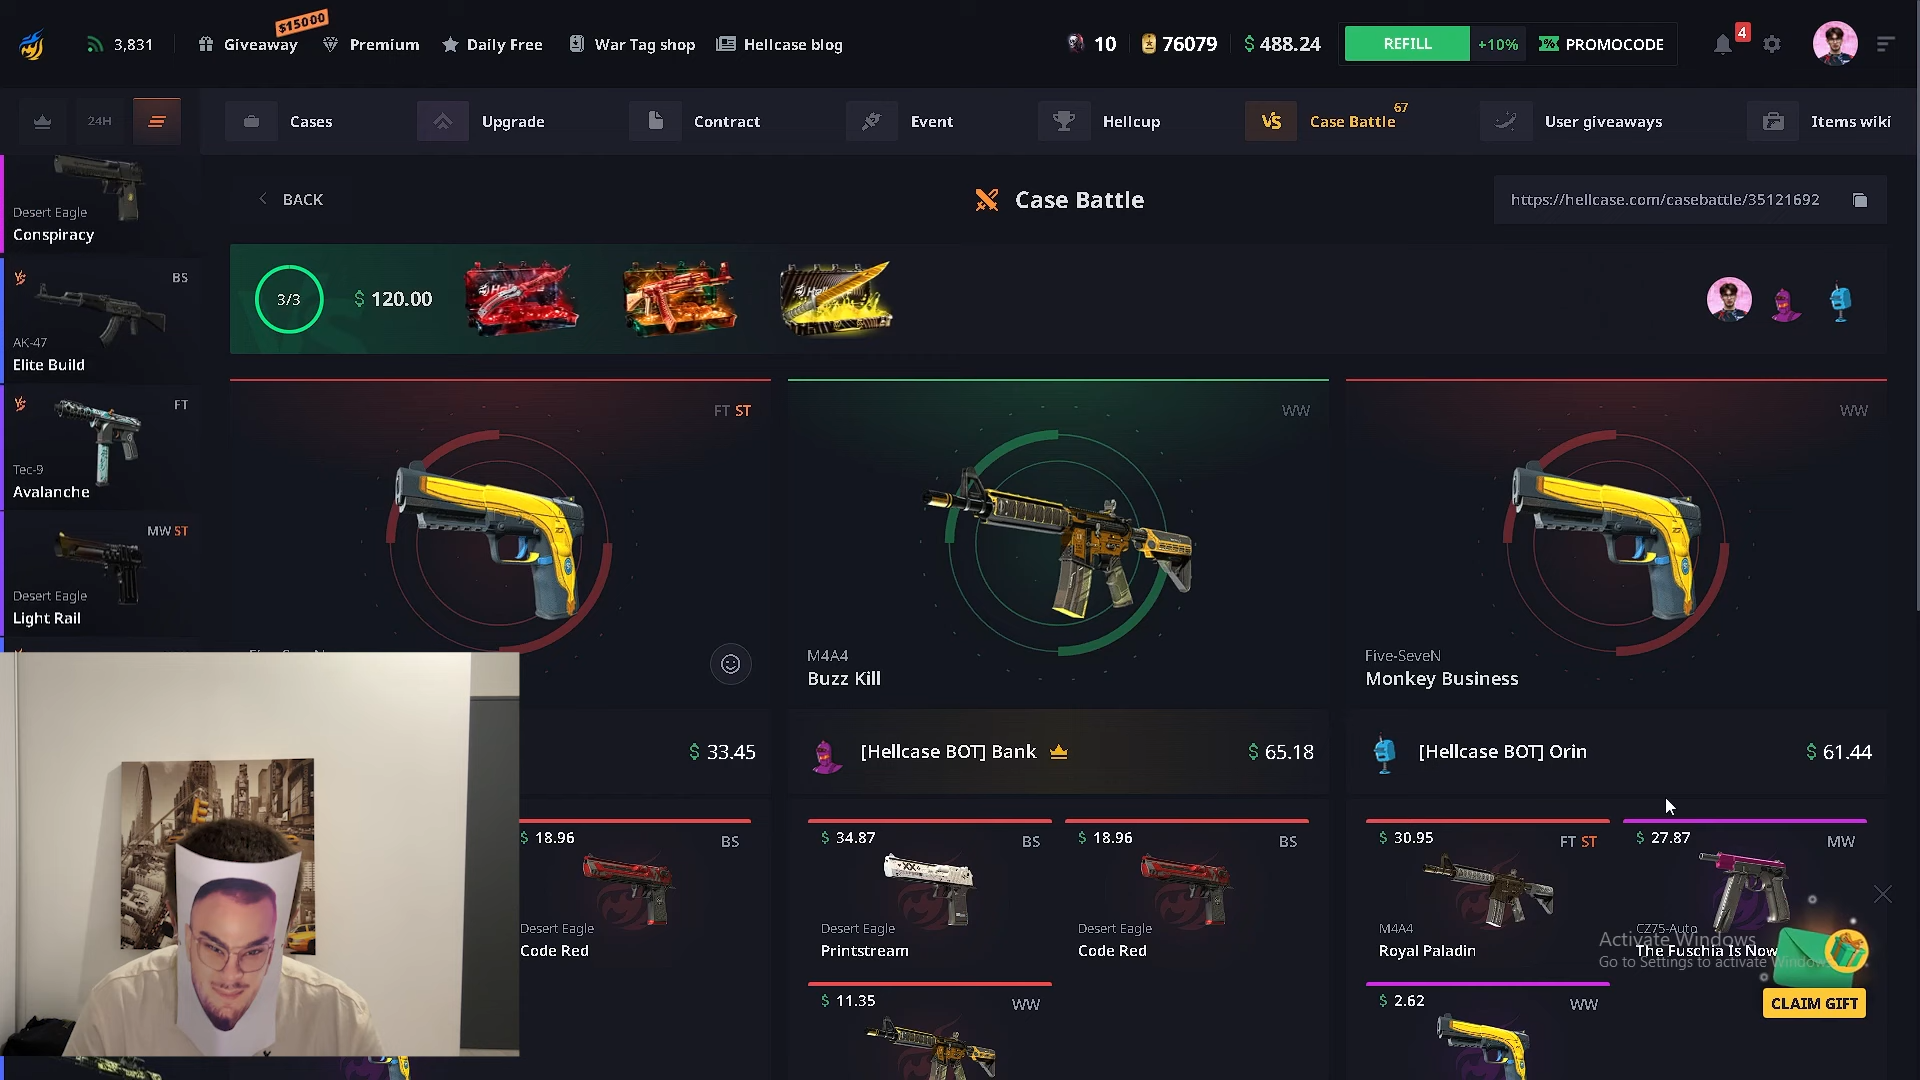 3,831
Giveaway
$15000
Premium
Daily Free
War Tag shop
Hellcase blog
10
76079
$ 488.24
REFILL
+10%
PROMOCODE
4
24H
Cases
Upgrade
Contract
Event
Hellcup
VS
Case Battle
67
User giveaways
Items wiki
Desert Eagle
Conspiracy
BS
AK-47
Elite Build
FT
Tec-9
Avalanche
MW ST
Desert Eagle
Light Rail
BACK
Case Battle
https://hellcase.com/casebattle/35121692
3/3
$ 120.00
FT ST
WW
M4A4
Buzz Kill
WW
Five-SeveN
Monkey Business
$ 33.45
[Hellcase BOT] Bank
$ 65.18
[Hellcase BOT] Orin
$ 61.44
$ 18.96
BS
Desert Eagle
Code Red
$ 34.87
BS
Desert Eagle
Printstream
$ 18.96
BS
Desert Eagle
Code Red
$ 30.95
FT ST
M4A4
Royal Paladin
$ 27.87
MW
CZ75-Auto
The Fuschia Is Now
$ 11.35
WW
$ 2.62
WW
Activate Windows
Go to Settings to activate Windows.
CLAIM GIFT